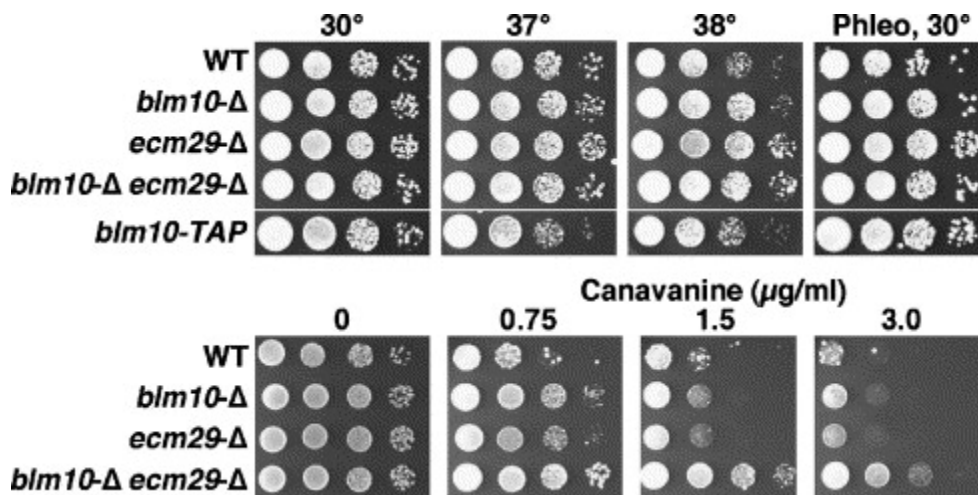 30° 37° 38° Phleo, 30°
WT
blm10-Δ
ecm29-Δ
blm10-Δ ecm29-Δ
blm10-TAP
Canavanine (µg/ml)
0 0.75 1.5 3.0
WT
blm10-Δ
ecm29-Δ
blm10-Δ ecm29-Δ